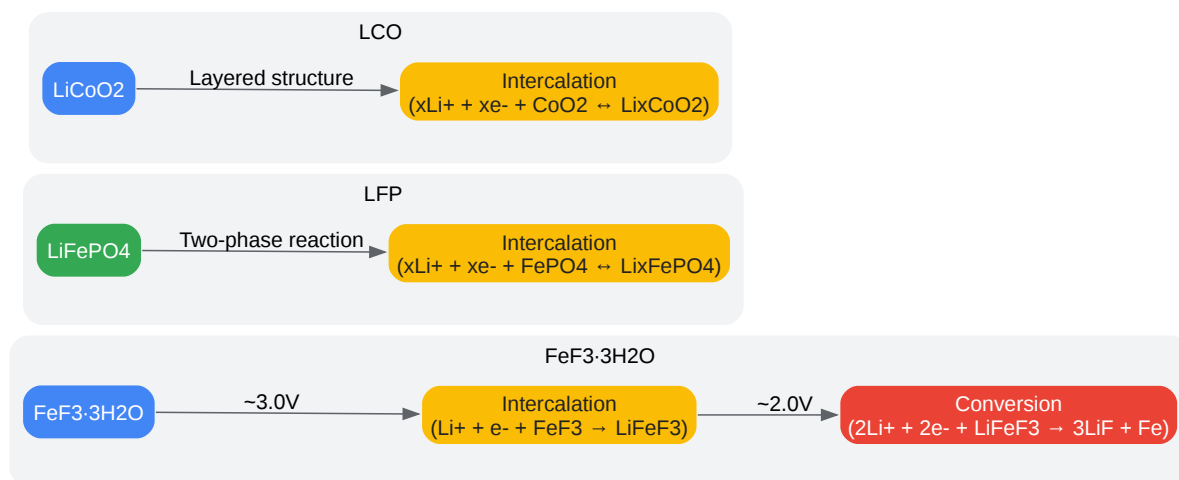 LCO
LiCoO2
Layered structure
Intercalation
(xLi+ + xe- + CoO2 ↔ LixCoO2)
LFP
LiFePO4
Two-phase reaction
Intercalation
(xLi+ + xe- + FePO4 ↔ LixFePO4)
FeF3·3H2O
FeF3·3H2O
~3.0V
Intercalation
(Li+ + e- + FeF3 → LiFeF3)
~2.0V
Conversion
(2Li+ + 2e- + LiFeF3 → 3LiF + Fe)